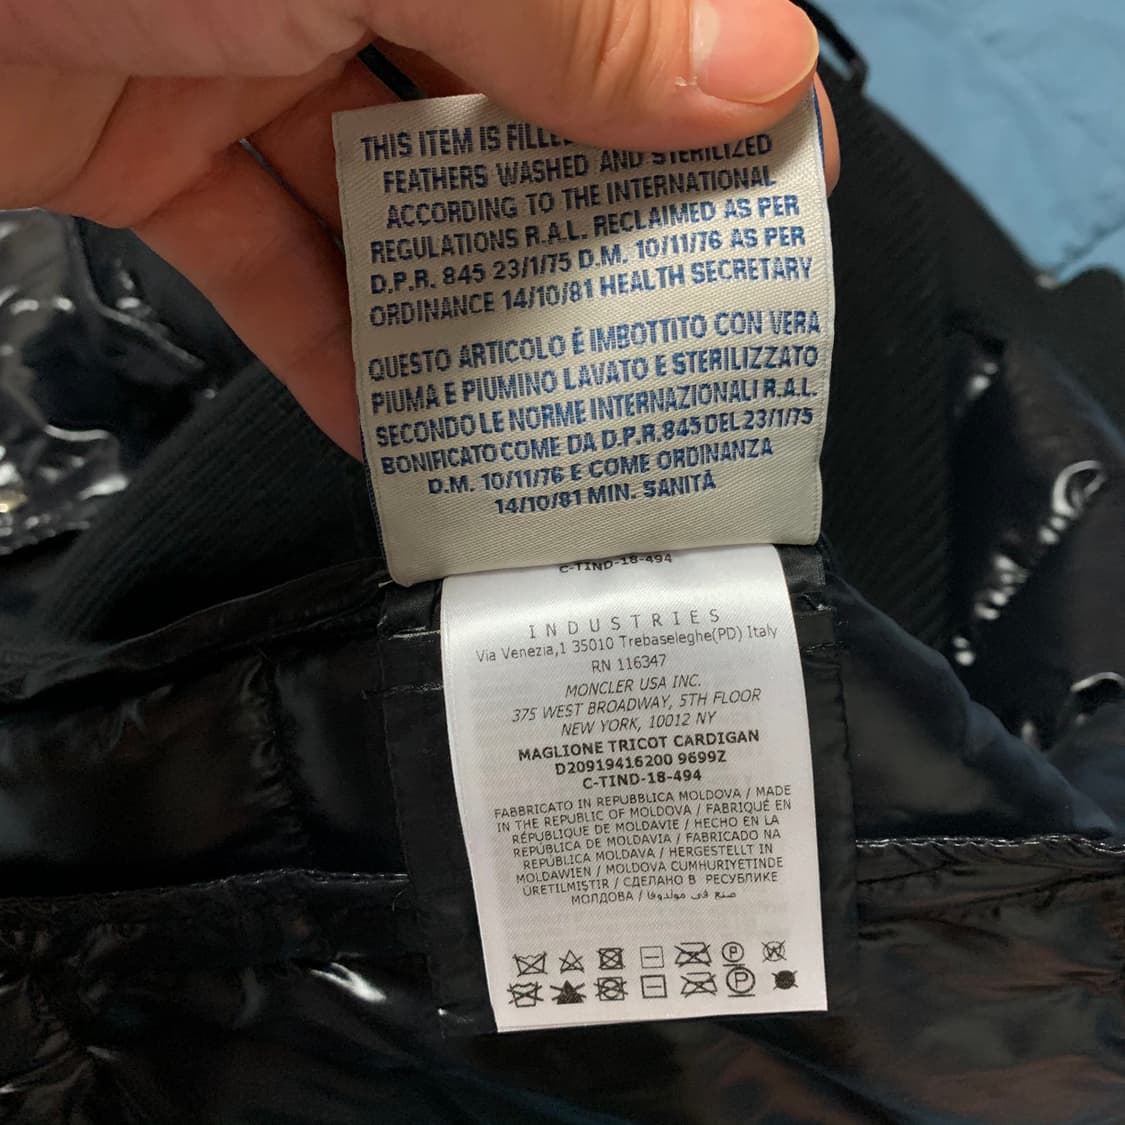 THIS ITEM IS
FEATHERS WASHED AND STERILIZED
ACCORDING TO THE INTERNATIONAL
REGULATIONS R.A.L. RECLAIMED AS PER
D.P.R. 845 23/1/75 D.M. 10/11/76 AS PER
ORDINANCE 14/10/81 HEALTH SECRETARY
QUESTO ARTICOLO É IMBOTTITO CON VERA
PIUMA E PIUMINO LAVATO E STERILIZZATO
SECONDO LE NORME INTERNAZIONALI R.A.L.
BONIFICATO COME DA D.P.R.845 DEL 23/1/75
D.M. 10/11/76 E COME ORDINANZA
14/10/81 MIN. SANITÀ
C-TIND-18-494
INDUSTRIES
Via Venezia,1 35010 Trebaseleghe(PD) Italy
RN 116347
MONCLER USA INC.
375 WEST BROADWAY, 5TH FLOOR
NEW YORK, 10012 NY
MAGLIONE TRICOT CARDIGAN
D20919416200 9699Z
C-TIND-18-494
FABBRICATO IN REPUBBLICA MOLDOVA / MADE
IN THE REPUBLIC OF MOLDOVA / FABRIQUÉ EN
RÉPUBLIQUE DE MOLDAVIE / HECHO EN LA
REPÚBLICA DE MOLDAVIA / FABRICADO NA
REPÚBLICA MOLDAVA / HERGESTELLT IN
MOLDAWIEN / MOLDOVA CUMHURIYETINDE
ÜRETILMIŞTIR / СДЕЛАНО В РЕСПУБЛИКЕ
МОЛДОВА / صنع في مولدوفا
P W
P